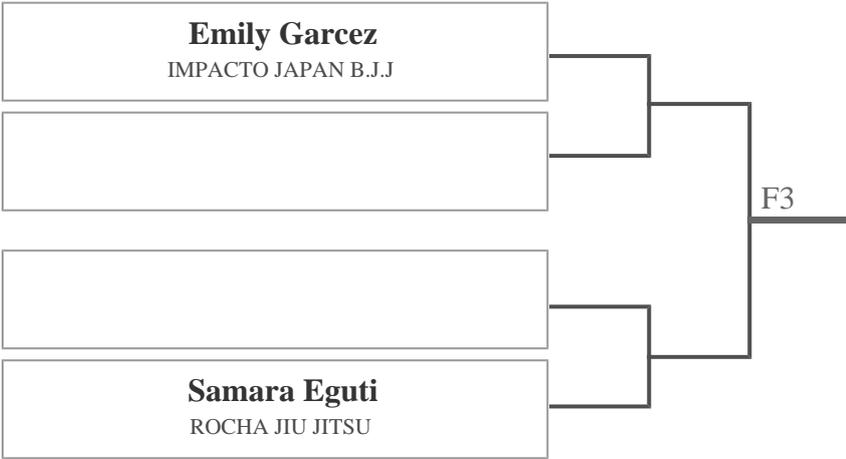 Emily Garcez
IMPACTO JAPAN B.J.J
F3
Samara Eguti
ROCHA JIU JITSU